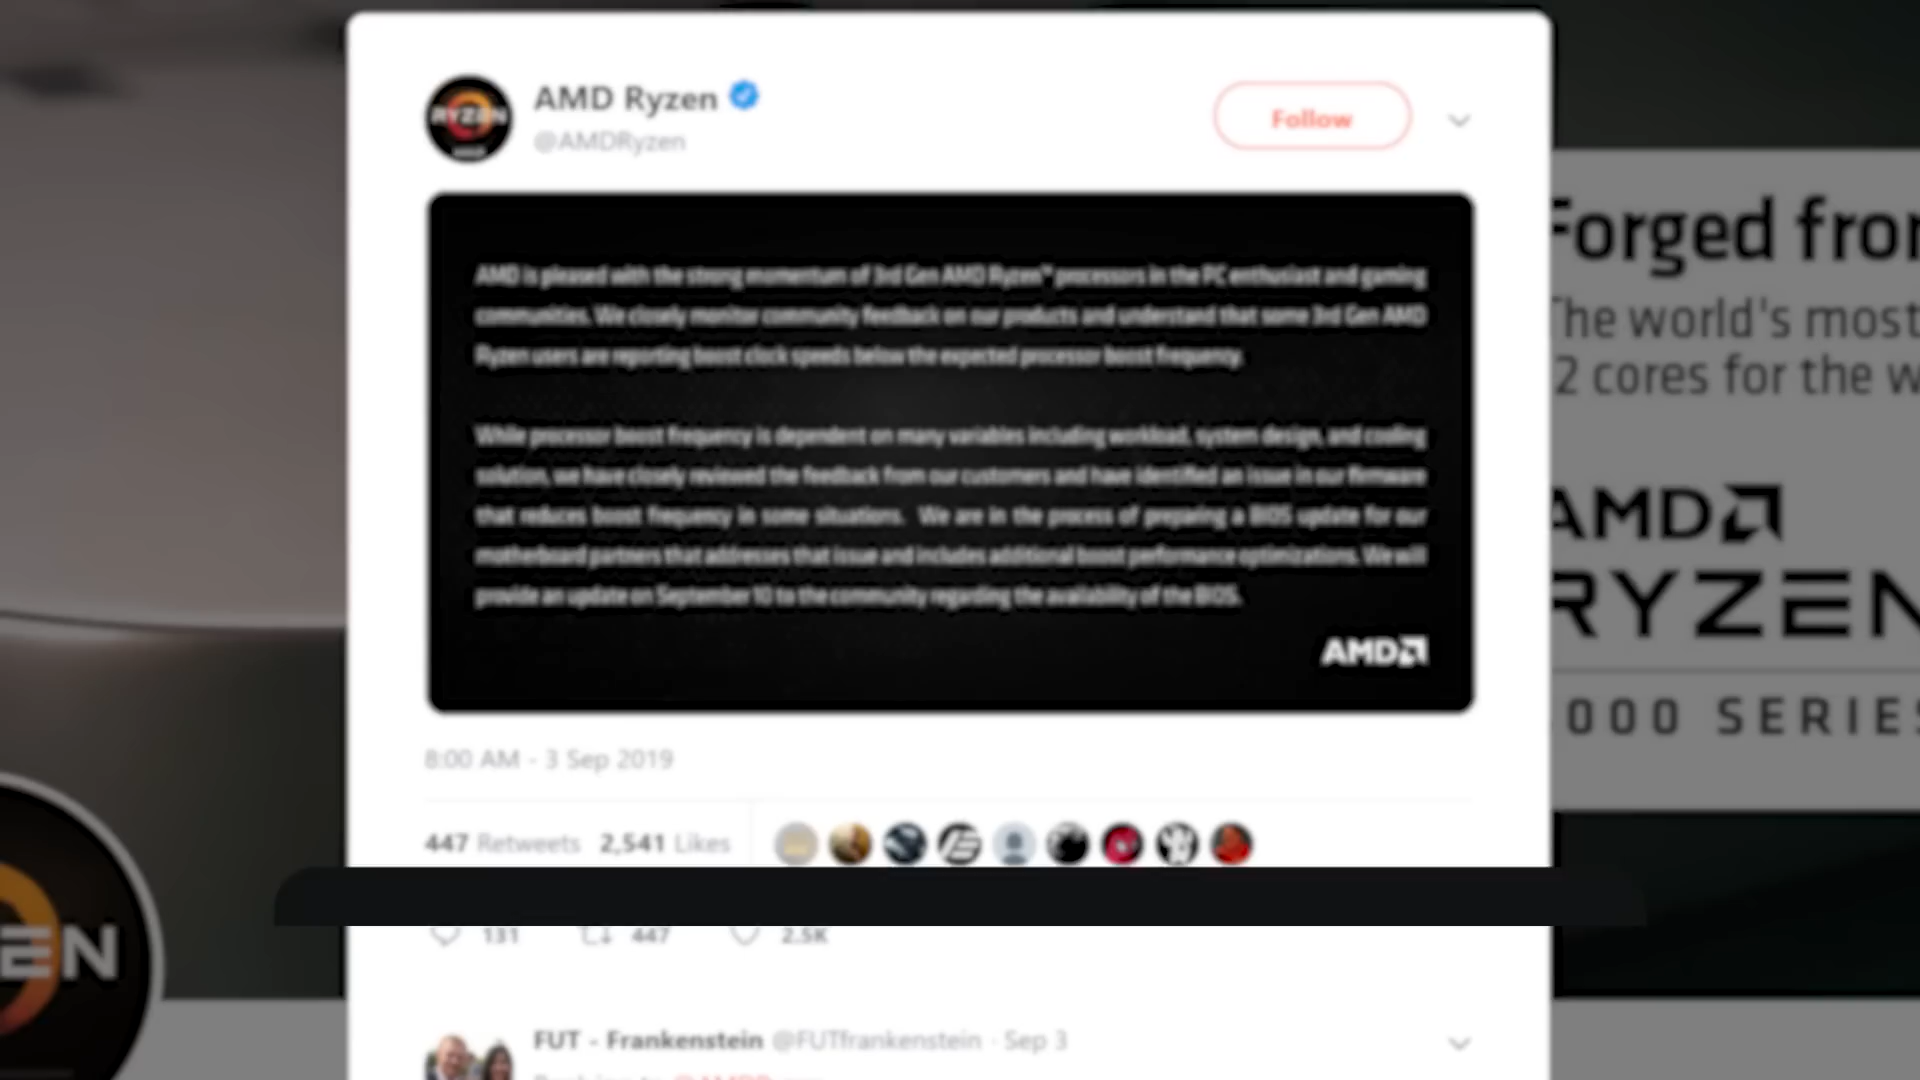 AMD Ryzen
@AMDRyzen
Follow
RYZEN
AMD is pleased with the strong momentum of 3rd Gen AMD Ryzen™ processors in the PC enthusiast and gaming
communities. We closely monitor community feedback on our products and understand that some 3rd Gen AMD
Ryzen users are reporting boost clock speeds below the expected processor boost frequency.
While processor boost frequency is dependent on many variables including workload, system design, and cooling
solution, we have closely reviewed the feedback from our customers and have identified an issue in our firmware
that reduces boost frequency in some situations. We are in the process of preparing a BIOS update for our
motherboard partners that addresses that issue and includes additional boost performance optimizations. We will
provide an update on September 10 to the community regarding the availability of the BIOS.
AMD
8:00 AM - 3 Sep 2019
447 Retweets 2,541 Likes
131 447 2.5K
FUT - Frankenstein @FUTfrankenstein · Sep 3
Forged fro
The world's most
2 cores for the w
AMD
RYZEN
000 SERIES
EN